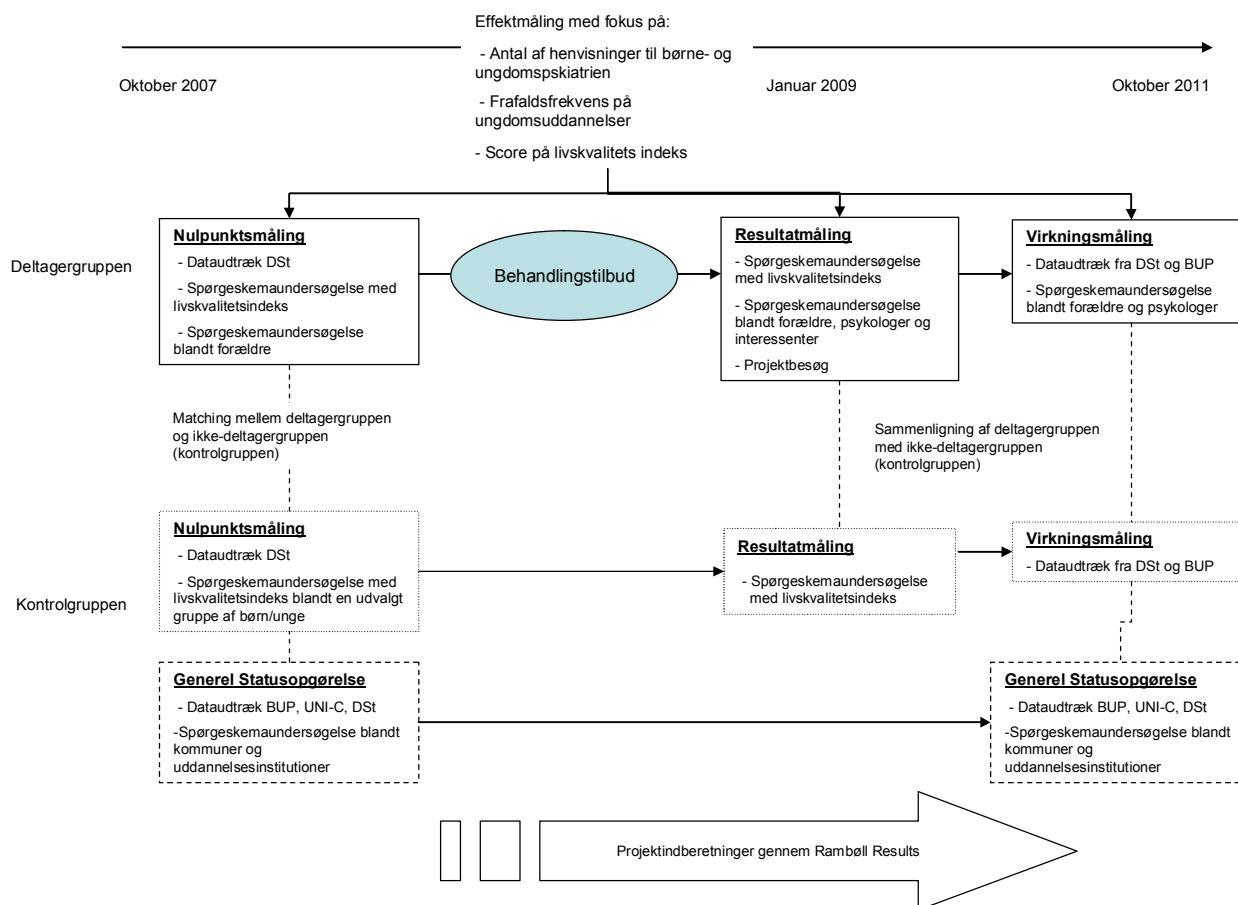 Effektmåling med fokus på:
- Antal af henvisninger til børne- og
ungdomspskiatrien
- Frafaldsfrekvens på
ungdomsuddannelser
- Score på livskvalitets indeks
Oktober 2007
Januar 2009
Oktober 2011
Deltagergruppen
Nulpunktsmåling
- Dataudtræk DSt
- Spørgeskemaundersøgelse med
livskvalitetsindeks
- Spørgeskemaundersøgelse
blandt forældre
Behandlingstilbud
Resultatmåling
- Spørgeskemaundersøgelse
med livskvalitetsindeks
- Spørgeskemaundersøgelse
blandt forældre, psykologer og
interessenter
- Projektbesøg
Virkningsmåling
- Dataudtræk fra DSt og BUP
- Spørgeskemaundersøgelse
blandt forældre og psykologer
Matching mellem deltagergruppen
og ikke-deltagergruppen
(kontrolgruppen)
Sammenligning af deltagergruppen
med ikke-deltagergruppen
(kontrolgruppen)
Kontrolgruppen
Nulpunktsmåling
- Dataudtræk DSt
- Spørgeskemaundersøgelse med
livskvalitetsindeks blandt en udvalgt
gruppe af børn/unge
Resultatmåling
- Spørgeskemaundersøgelse
med livskvalitetsindeks
Virkningsmåling
- Dataudtræk fra DSt og BUP
Generel Statusopgørelse
- Dataudtræk BUP, UNI-C, DSt
-Spørgeskemaundersøgelse blandt
kommuner og
uddannelsesinstitutioner
Generel Statusopgørelse
- Dataudtræk BUP, UNI-C, DSt
-Spørgeskemaundersøgelse blandt
kommuner og
uddannelsesinstitutioner
Projektindberetninger gennem Rambøll Results